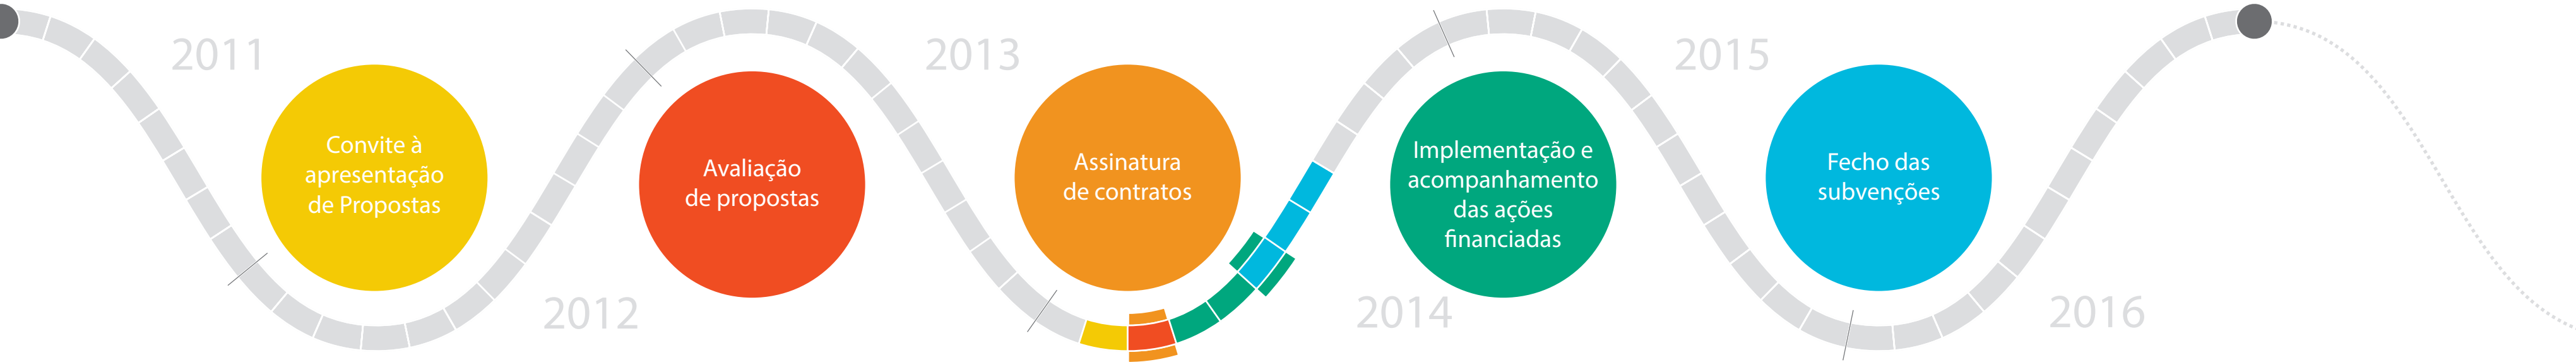 2011
Convite à
apresentação
de Propostas
2012
Avaliação
de propostas
2013
Assinatura
de contratos
2014
Implementação e
acompanhamento
das ações
financiadas
2015
Fecho das
subvenções
2016